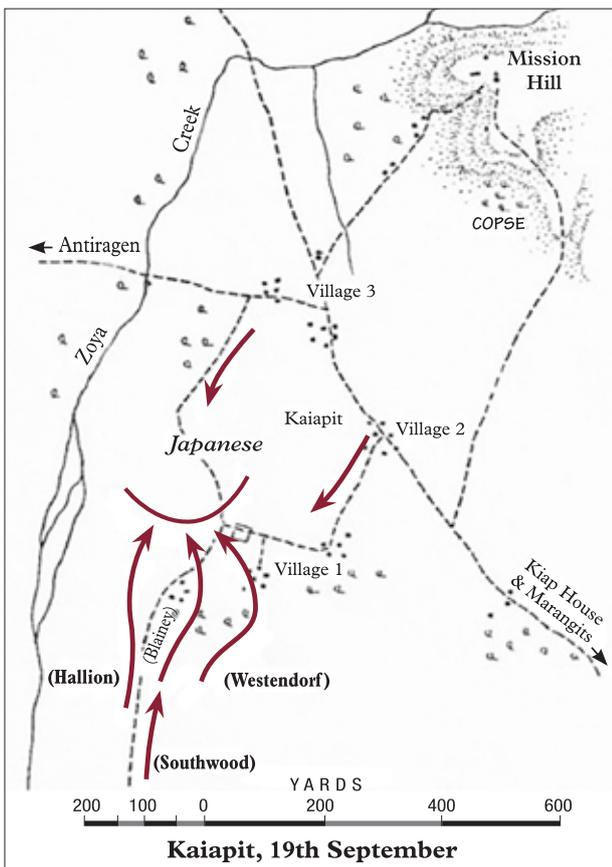 Mission
Hill
Creek
COPSE
Antiragen
Village 3
Zoya
Kaiapit
Village 2
Japanese
Village 1
Kiap House
& Marangits
(Blainey)
(Hallion)
(Westendorf)
(Southwood)
YARDS
200 100 0 200 400 600
Kaiapit, 19th September